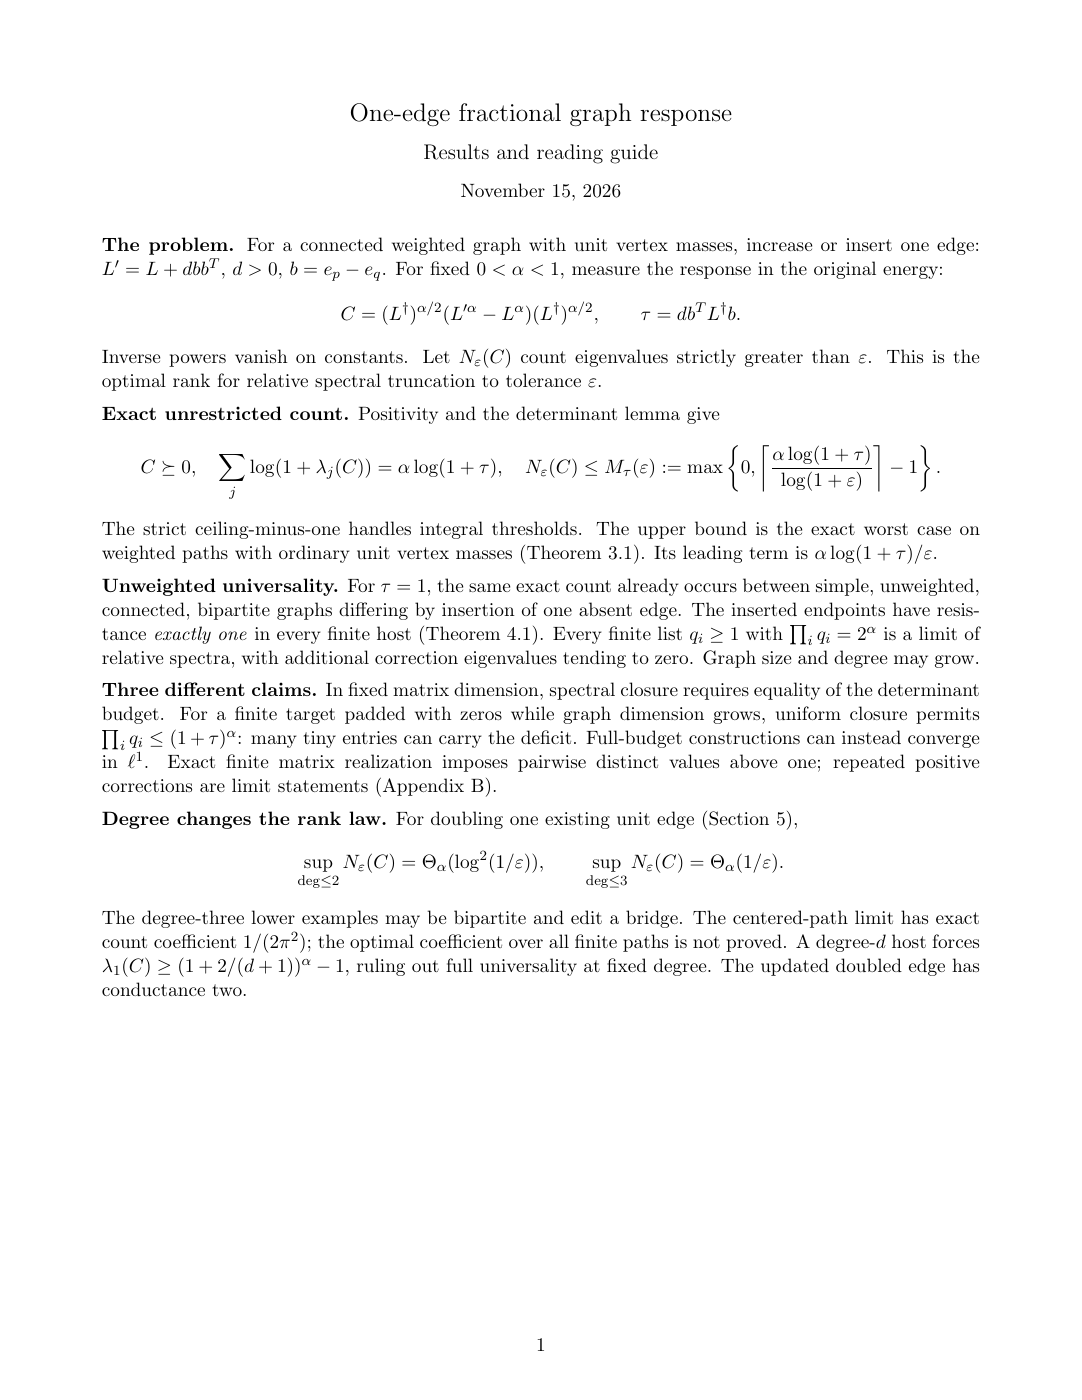 One-edge fractional graph response
Results and reading guide
November 15, 2026
The problem. For a connected weighted graph with unit vertex masses, increase or insert one edge:
L′ = L + dbbᵀ, d > 0, b = eₚ − e_q. For fixed 0 < α < 1, measure the response in the original energy:
C = (L†)^{α/2}(L′^α − L^α)(L†)^{α/2}, τ = dbᵀL†b.
Inverse powers vanish on constants. Let N_ε(C) count eigenvalues strictly greater than ε. This is the
optimal rank for relative spectral truncation to tolerance ε.
Exact unrestricted count. Positivity and the determinant lemma give
C ⪰ 0, ∑_j log(1 + λ_j(C)) = α log(1 + τ), N_ε(C) ≤ M_τ(ε) := max{0, ⌈α log(1 + τ) / log(1 + ε)⌉ − 1}.
The strict ceiling-minus-one handles integral thresholds. The upper bound is the exact worst case on
weighted paths with ordinary unit vertex masses (Theorem 3.1). Its leading term is α log(1 + τ)/ε.
Unweighted universality. For τ = 1, the same exact count already occurs between simple, unweighted,
connected, bipartite graphs differing by insertion of one absent edge. The inserted endpoints have resis-
tance exactly one in every finite host (Theorem 4.1). Every finite list q_i ≥ 1 with ∏_i q_i = 2^α is a limit of
relative spectra, with additional correction eigenvalues tending to zero. Graph size and degree may grow.
Three different claims. In fixed matrix dimension, spectral closure requires equality of the determinant
budget. For a finite target padded with zeros while graph dimension grows, uniform closure permits
∏_i q_i ≤ (1 + τ)^α: many tiny entries can carry the deficit. Full-budget constructions can instead converge
in ℓ¹. Exact finite matrix realization imposes pairwise distinct values above one; repeated positive
corrections are limit statements (Appendix B).
Degree changes the rank law. For doubling one existing unit edge (Section 5),
sup_{deg≤2} N_ε(C) = Θ_α(log²(1/ε)), sup_{deg≤3} N_ε(C) = Θ_α(1/ε).
The degree-three lower examples may be bipartite and edit a bridge. The centered-path limit has exact
count coefficient 1/(2π²); the optimal coefficient over all finite paths is not proved. A degree-d host forces
λ₁(C) ≥ (1 + 2/(d + 1))^α − 1, ruling out full universality at fixed degree. The updated doubled edge has
conductance two.
1